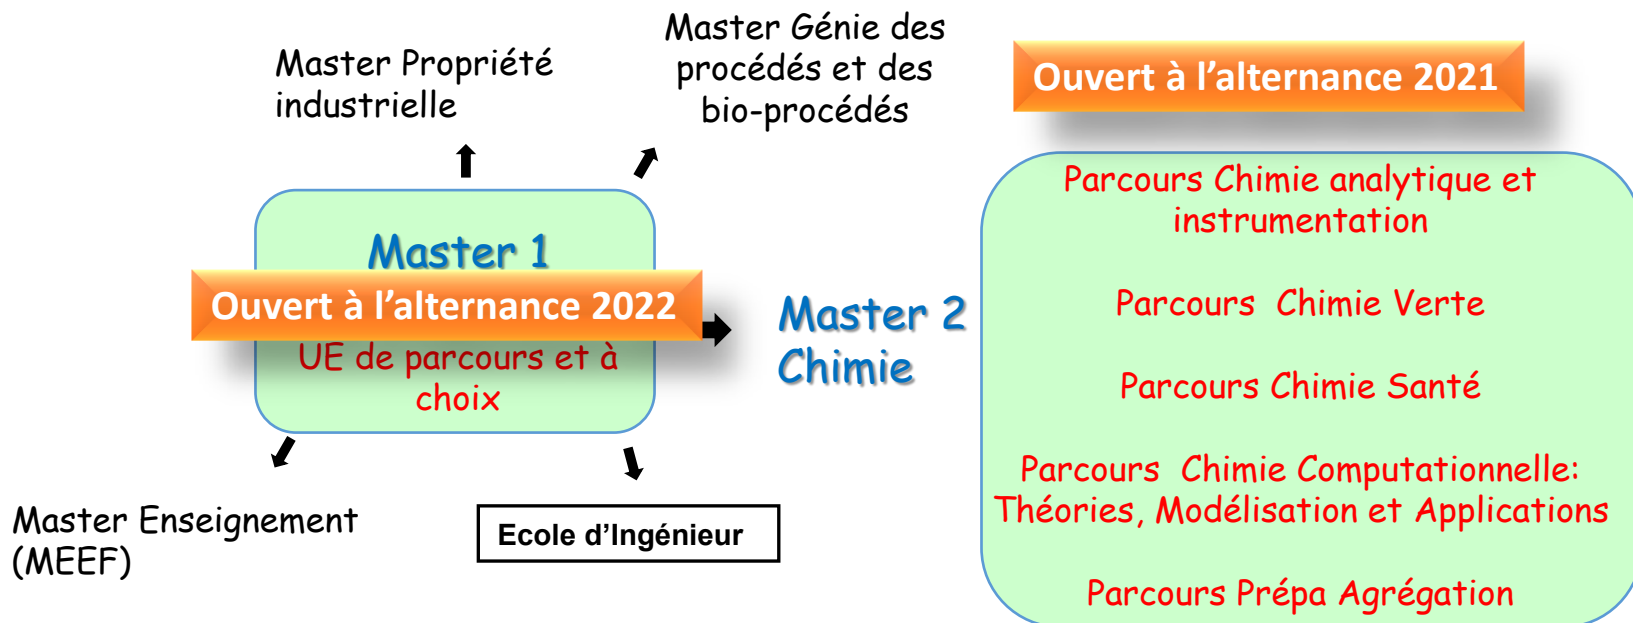 Master Propriété
industrielle
Master Génie des
procédés et des
bio-procédés
Ouvert à l’alternance 2021
Master 1
Ouvert à l’alternance 2022
UE de parcours et à
choix
Master 2
Chimie
Parcours Chimie analytique et
instrumentation
Parcours Chimie Verte
Parcours Chimie Santé
Parcours Chimie Computationnelle:
Théories, Modélisation et Applications
Parcours Prépa Agrégation
Master Enseignement
(MEEF)
Ecole d’Ingénieur